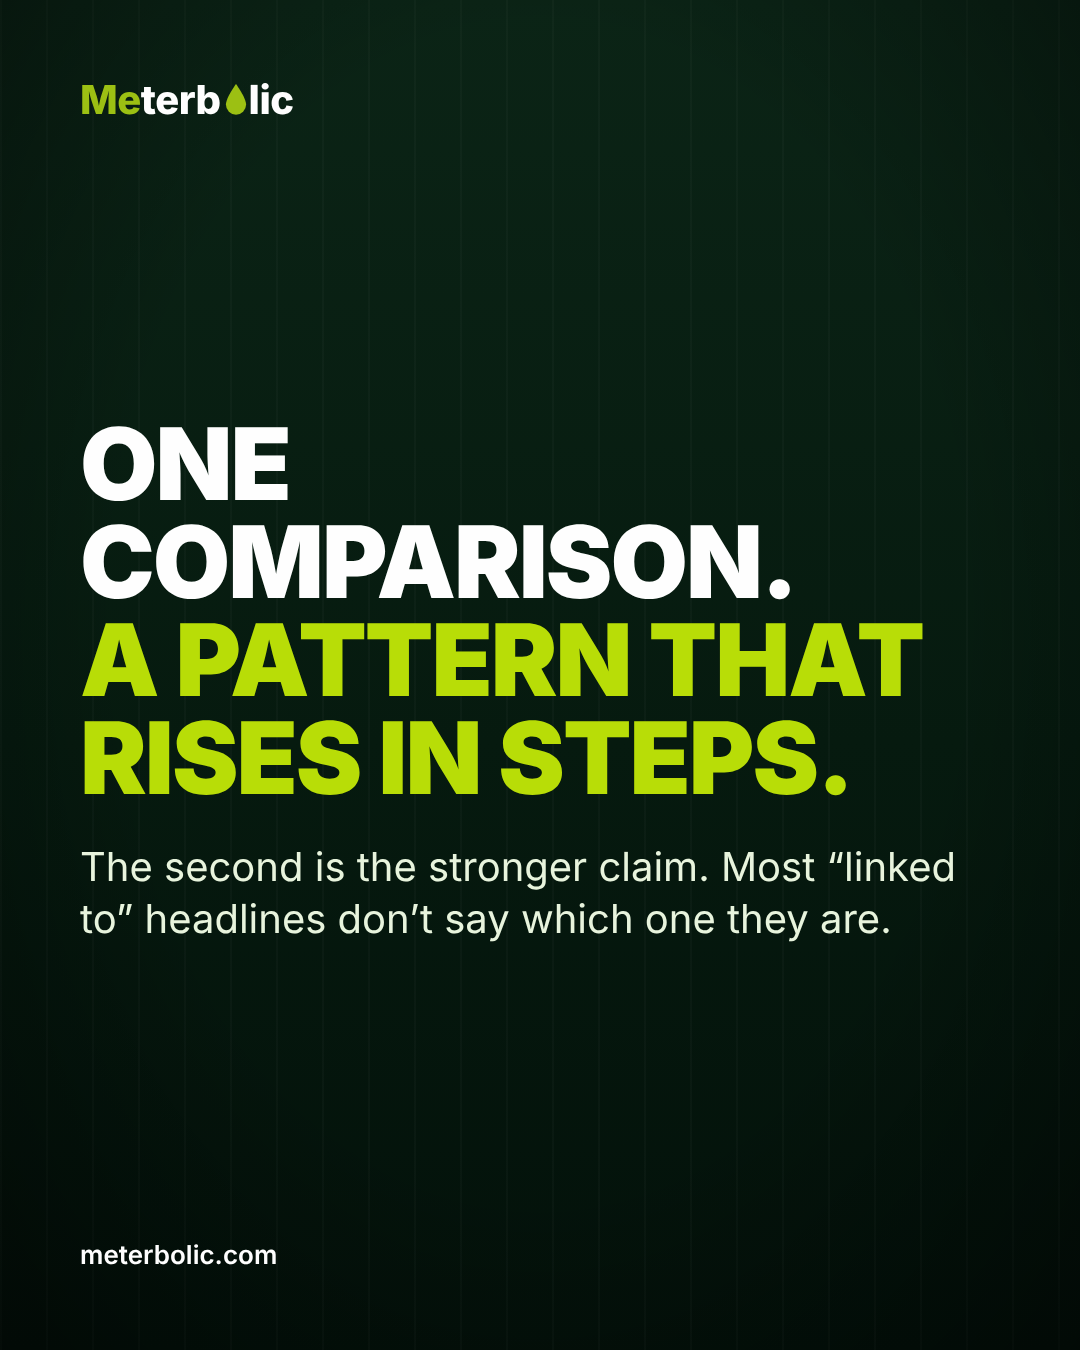 Meterbolic
ONE
COMPARISON.
A PATTERN THAT
RISES IN STEPS.
The second is the stronger claim. Most “linked
to” headlines don’t say which one they are.
meterbolic.com